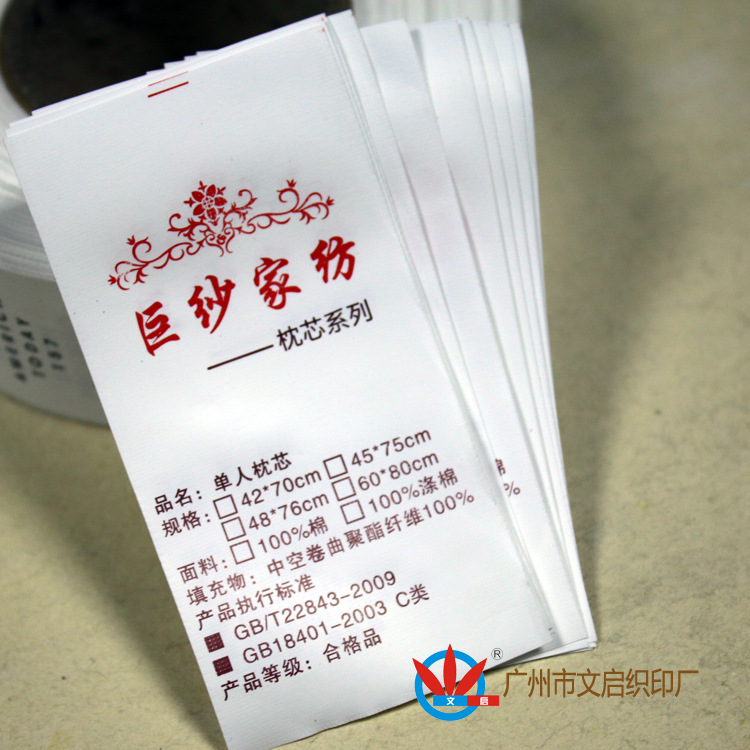 巨纱家纺
——枕芯系列
品名：单人枕芯
规格：□42*70cm □45*75cm
□48*76cm □60*80cm
面料：□100%棉 □100%涤棉
填充物：中空卷曲聚酯纤维100%
产品执行标准
■ GB/T22843-2009
■ GB18401-2003 C类
产品等级：合格品
棉
100%
TODAY
文启
®
广州市文启织印厂